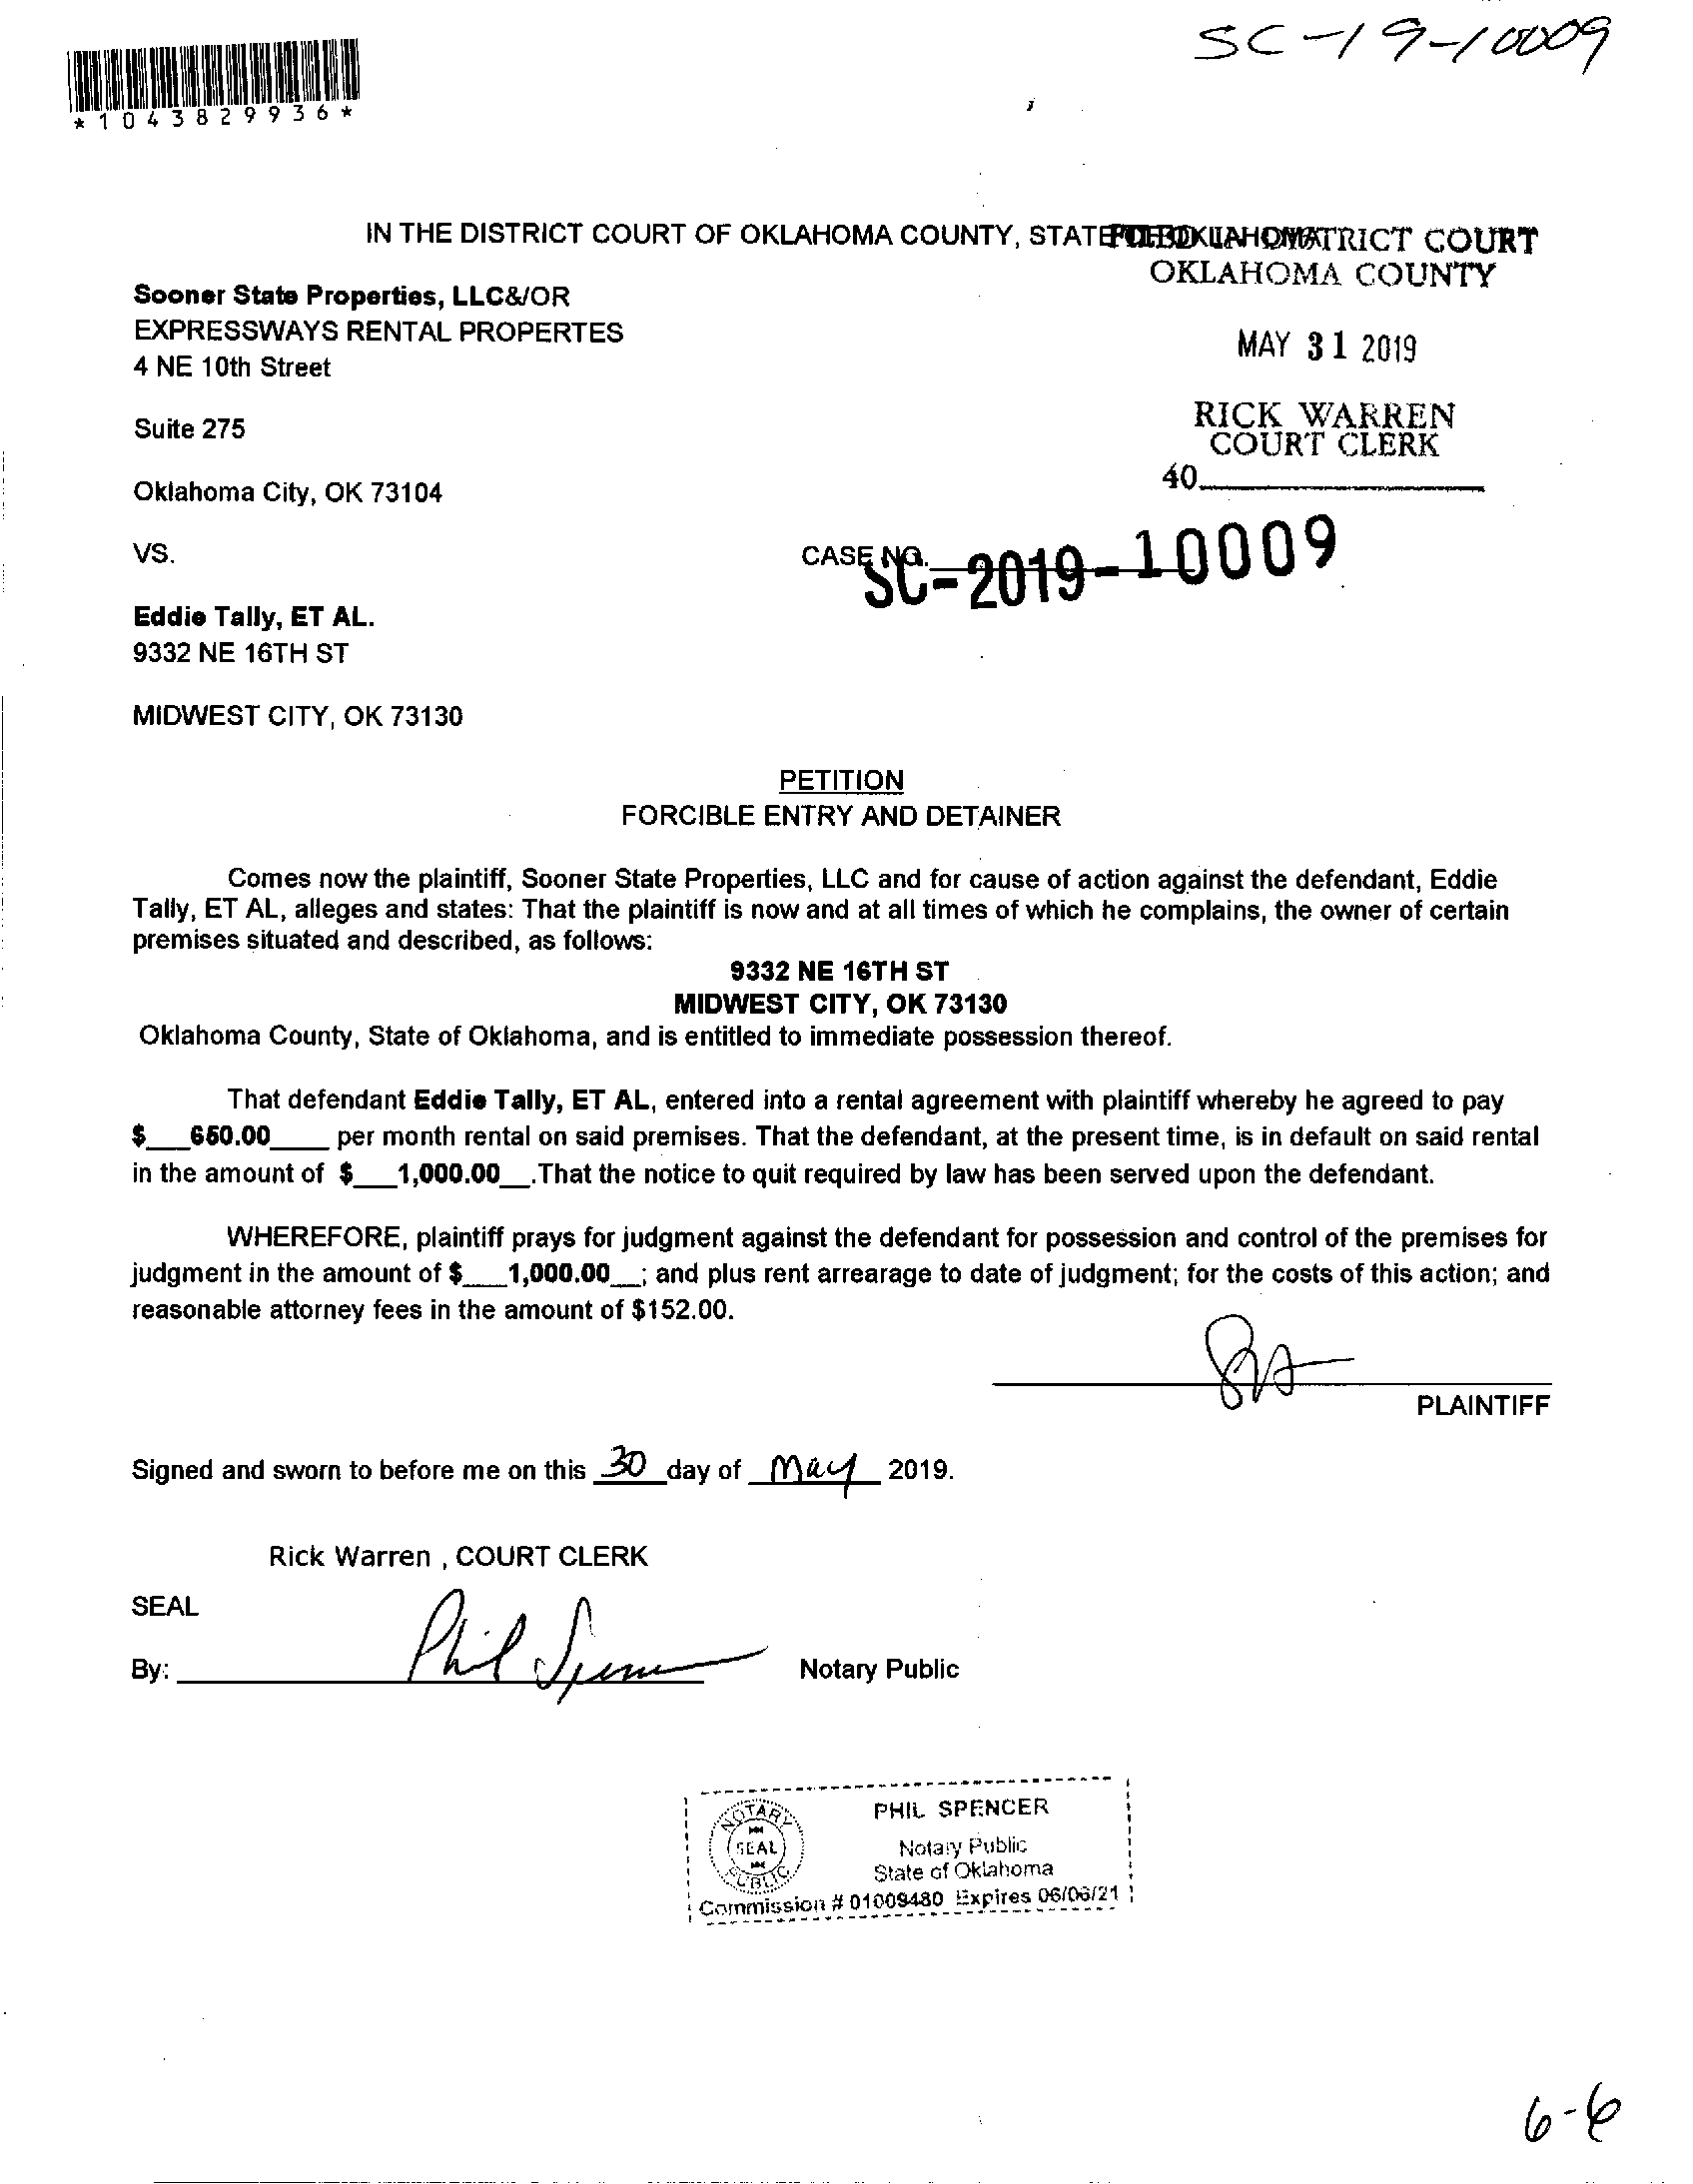 SC-19-10009
*1043829936*
IN THE DISTRICT COURT OF OKLAHOMA COUNTY, STATE OF OKLAHOMA
FILED IN DISTRICT COURT
OKLAHOMA COUNTY
Sooner State Properties, LLC&/OR
EXPRESSWAYS RENTAL PROPERTES
4 NE 10th Street
MAY 31 2019
Suite 275
RICK WARREN
COURT CLERK
40
Oklahoma City, OK 73104
VS.
CASE NO.
SC-2019-10009
Eddie Tally, ET AL.
9332 NE 16TH ST
MIDWEST CITY, OK 73130
PETITION
FORCIBLE ENTRY AND DETAINER
Comes now the plaintiff, Sooner State Properties, LLC and for cause of action against the defendant, Eddie
Tally, ET AL, alleges and states: That the plaintiff is now and at all times of which he complains, the owner of certain
premises situated and described, as follows:
9332 NE 16TH ST
MIDWEST CITY, OK 73130
Oklahoma County, State of Oklahoma, and is entitled to immediate possession thereof.
That defendant Eddie Tally, ET AL, entered into a rental agreement with plaintiff whereby he agreed to pay
$___650.00____ per month rental on said premises. That the defendant, at the present time, is in default on said rental
in the amount of $___1,000.00__.That the notice to quit required by law has been served upon the defendant.
WHEREFORE, plaintiff prays for judgment against the defendant for possession and control of the premises for
judgment in the amount of $___1,000.00__; and plus rent arrearage to date of judgment; for the costs of this action; and
reasonable attorney fees in the amount of $152.00.
PLAINTIFF
Signed and sworn to before me on this 30 day of May 2019.
Rick Warren , COURT CLERK
SEAL
By: Phil Spencer Notary Public
NOTARY
SEAL
PUBLIC
PHIL SPENCER
Notary Public
State of Oklahoma
Commission # 01009480 Expires 06/06/21
6-6